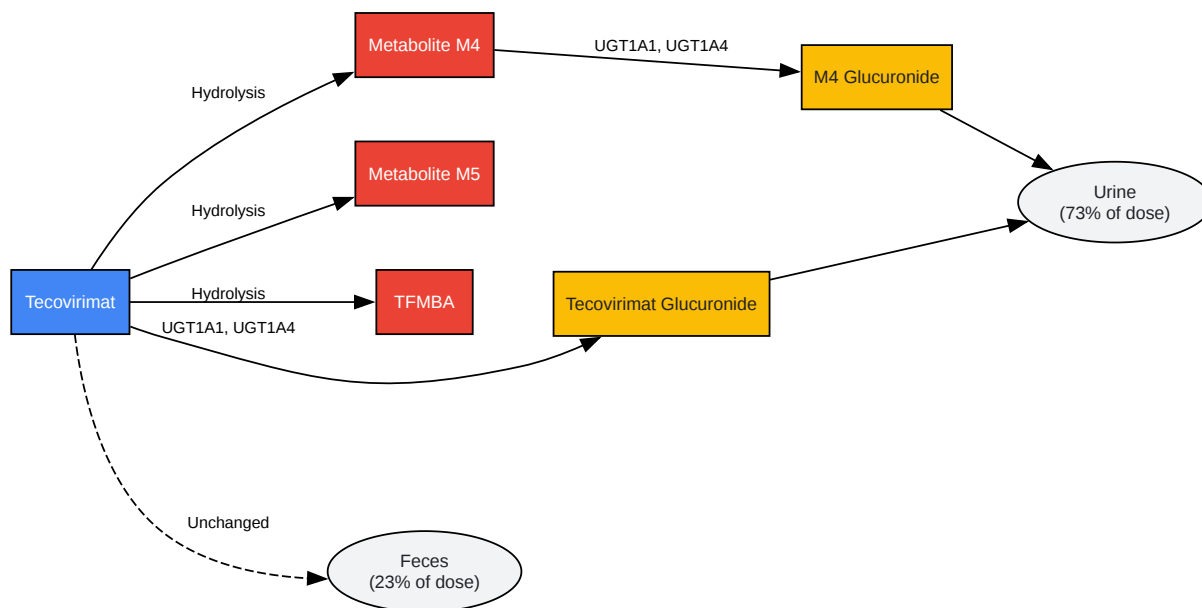 Metabolite M4
UGT1A1, UGT1A4
M4 Glucuronide
Hydrolysis
Metabolite M5
Hydrolysis
Urine
(73% of dose)
Tecovirimat
Hydrolysis
TFMBA
Tecovirimat Glucuronide
UGT1A1, UGT1A4
Unchanged
Feces
(23% of dose)